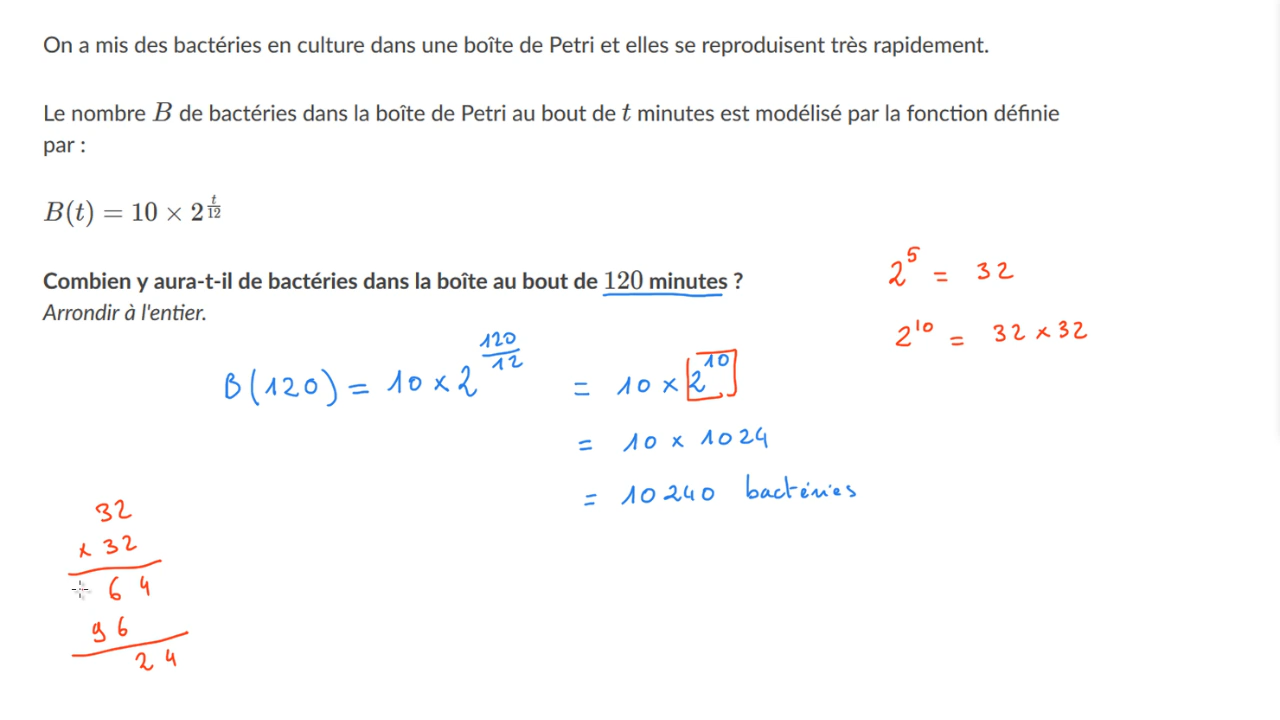 On a mis des bactéries en culture dans une boîte de Petri et elles se reproduisent très rapidement.
Le nombre B de bactéries dans la boîte de Petri au bout de t minutes est modélisé par la fonction définie
par :
B(t) = 10 × 2^(t/12)
Combien y aura-t-il de bactéries dans la boîte au bout de 120 minutes ?
Arrondir à l'entier.
2^5 = 32
2^10 = 32 × 32
B(120) = 10 × 2^(120/12) = 10 × 2^10
= 10 × 1024
= 10 240 bactéries
32
× 32
64
96
24